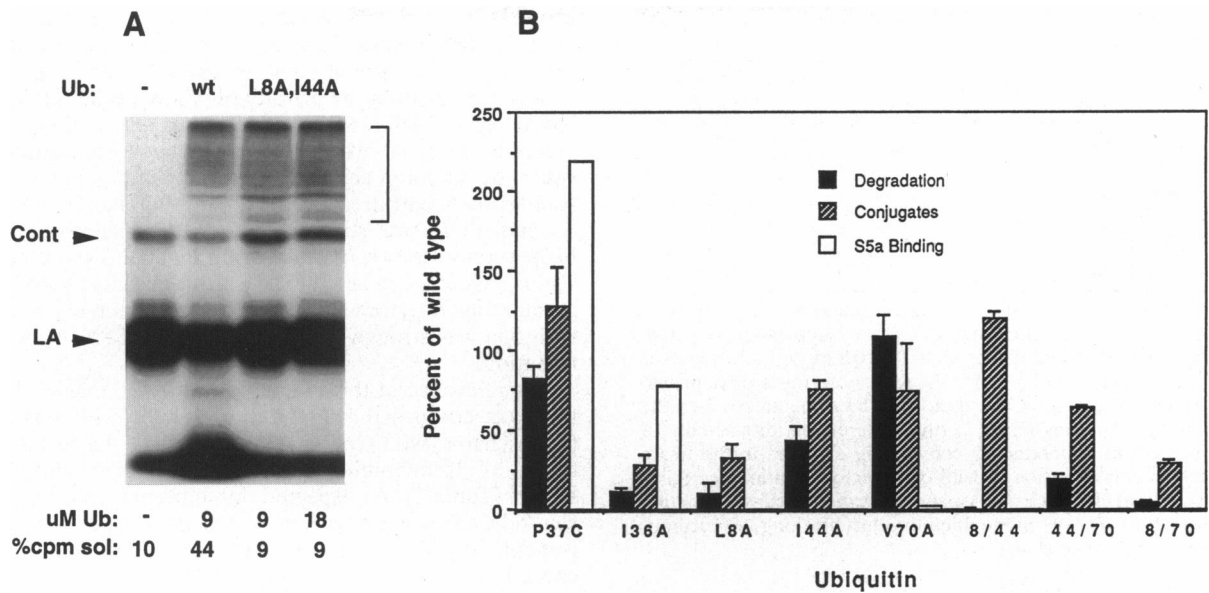 A
Ub: - wt L8A,I44A
Cont
LA
uM Ub: - 9 9 18
%cpm sol: 10 44 9 9
B
250
200
150
100
50
0
Percent of wild type
Degradation
Conjugates
S5a Binding
P37C I36A L8A I44A V70A 8/44 44/70 8/70
Ubiquitin